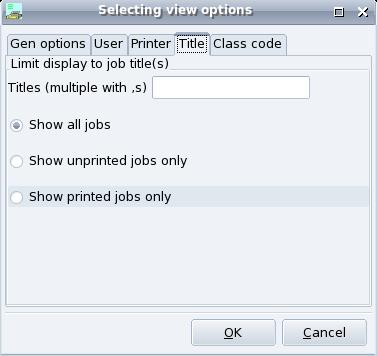 Selecting view options
Gen options User Printer Title Class code
Limit display to job title(s)
Titles (multiple with ,s)
Show all jobs
Show unprinted jobs only
Show printed jobs only
OK Cancel